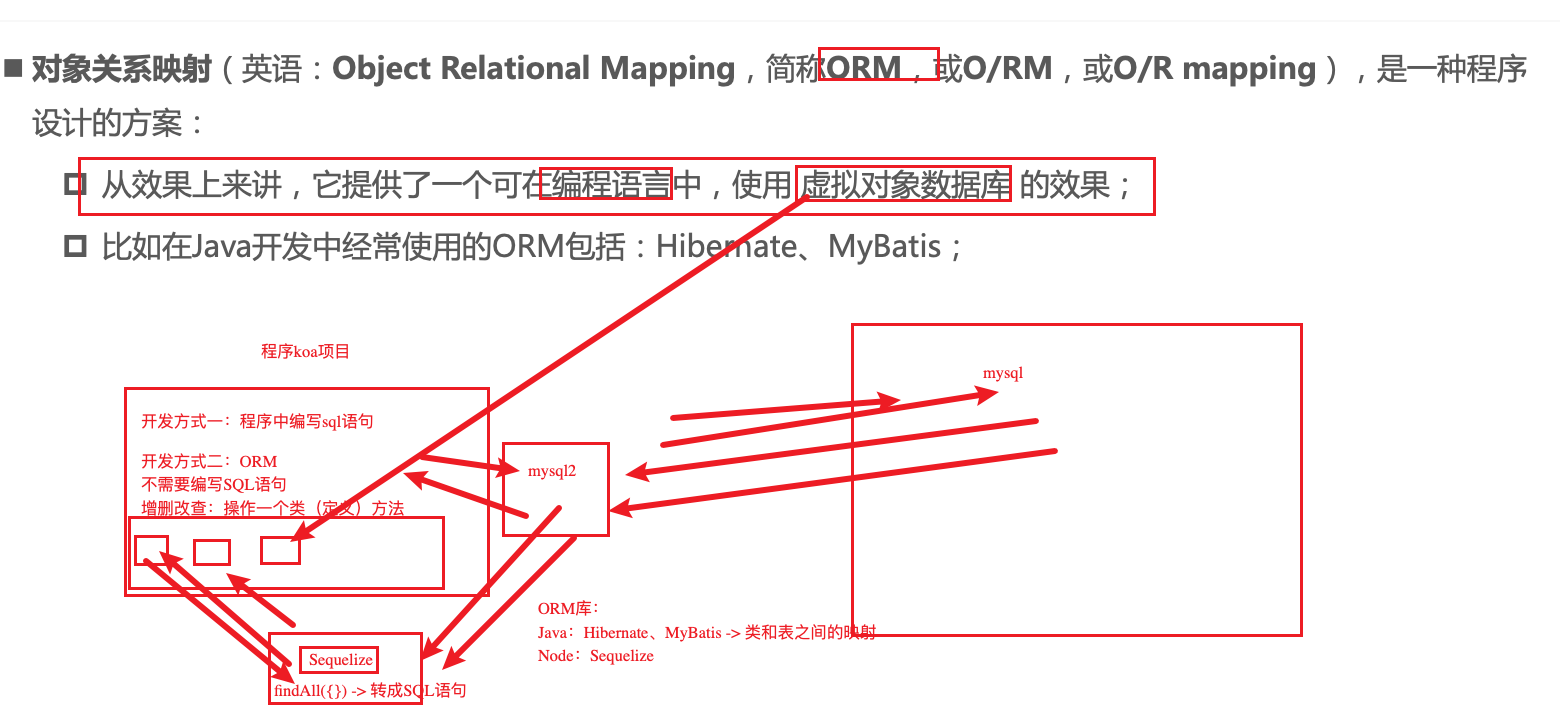 对象关系映射（英语：Object Relational Mapping，简称ORM，或O/RM，或O/R mapping），是一种程序
设计的方案：
从效果上来讲，它提供了一个可在编程语言中，使用 虚拟对象数据库 的效果；
比如在Java开发中经常使用的ORM包括：Hibernate、MyBatis；
程序koa项目
开发方式一：程序中编写sql语句
开发方式二：ORM
不需要编写SQL语句
增删改查：操作一个类（定义）方法
mysql2
mysql
Sequelize
findAll({}) -> 转成SQL语句
ORM库：
Java：Hibernate、MyBatis -> 类和表之间的映射
Node：Sequelize